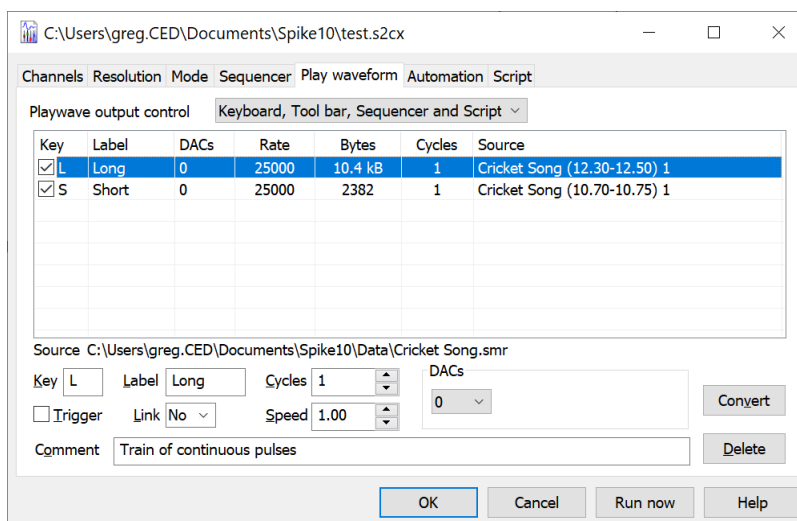 C:\Users\greg.CED\Documents\Spike10\test.s2cx
Channels Resolution Mode Sequencer Play waveform Automation Script
Playwave output control Keyboard, Tool bar, Sequencer and Script
Key Label DACs Rate Bytes Cycles Source
L Long 0 25000 10.4 kB 1 Cricket Song (12.30-12.50) 1
S Short 0 25000 2382 1 Cricket Song (10.70-10.75) 1
Source C:\Users\greg.CED\Documents\Spike10\Data\Cricket Song.smr
Key L Label Long Cycles 1 DACs
0 Convert
Trigger Link No Speed 1.00
Comment Train of continuous pulses Delete
OK Cancel Run now Help